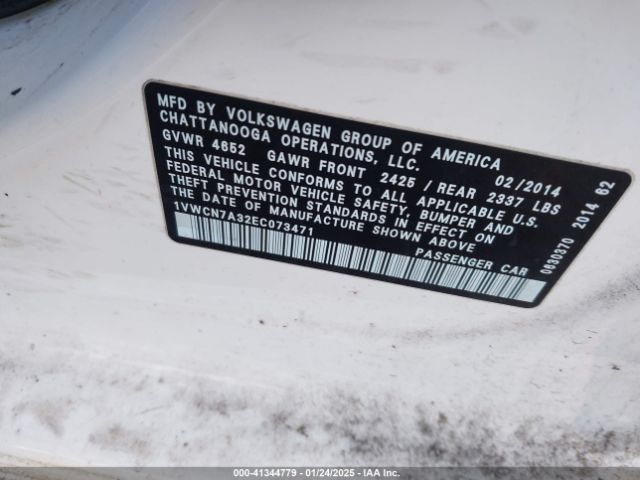 MFD BY VOLKSWAGEN GROUP OF AMERICA
CHATTANOOGA OPERATIONS, LLC. 02/2014
GVWR 4652 GAWR FRONT 2425 / REAR 2337 LBS
THIS VEHICLE CONFORMS TO ALL APPLICABLE U.S.
FEDERAL MOTOR VEHICLE SAFETY, BUMPER AND
THEFT PREVENTION STANDARDS IN EFFECT ON
THE DATE OF MANUFACTURE SHOWN ABOVE
1VWCN7A32EC073471 PASSENGER CAR
0630370 2014 02
000-41344779 - 01/24/2025 - IAA Inc.